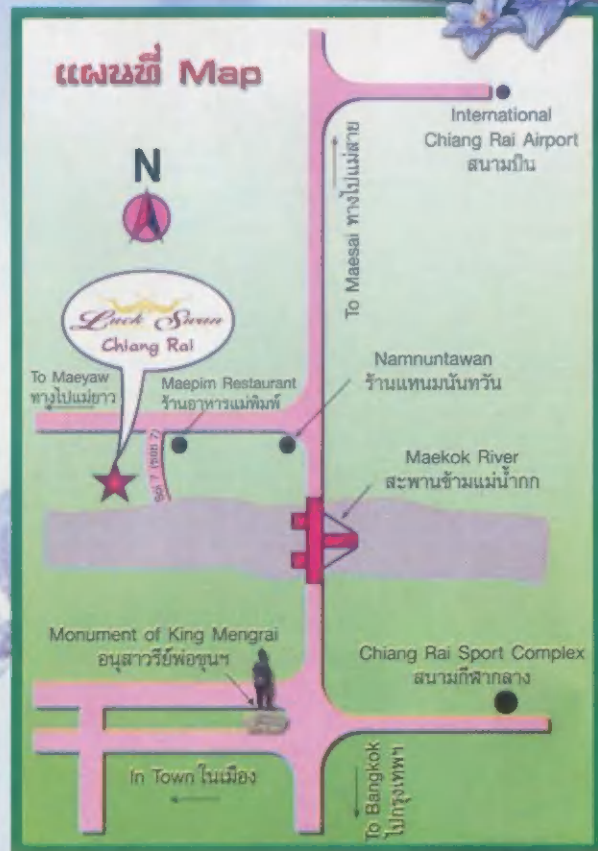 แผนที่ Map
International
Chiang Rai Airport
สนามบิน
N
To Maesai ทางไปแม่สาย
Luck Swan
Chiang Rai
To Maeyaw
ทางไปแม่ยาว
Maepim Restaurant
ร้านอาหารแม่พิมพ์
Namnuntawan
ร้านแหนมนันทวัน
Soi 7 (ซอย 7)
Maekok River
สะพานข้ามแม่น้ำกก
Monument of King Mengrai
อนุสาวรีย์พ่อขุนฯ
Chiang Rai Sport Complex
สนามกีฬากลาง
In Town ในเมือง
To Bangkok
ไปกรุงเทพฯ